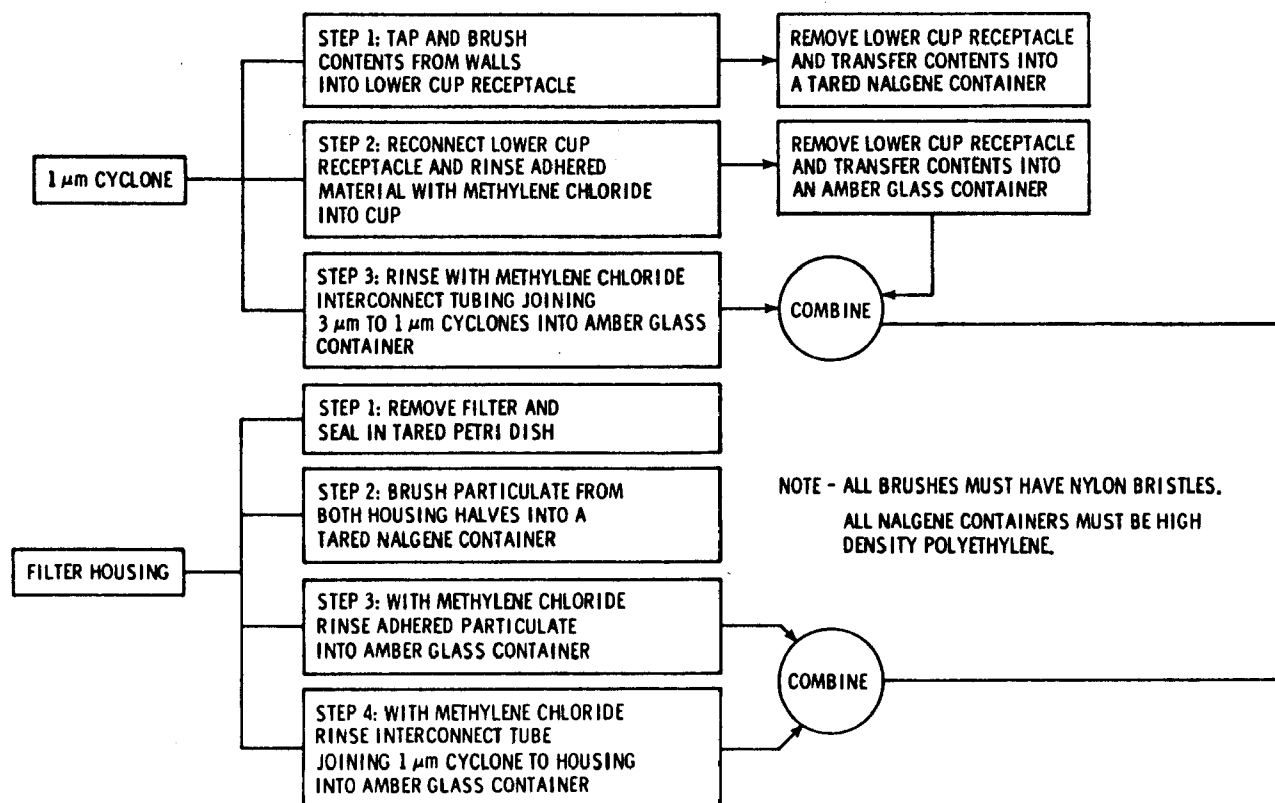 STEP 1: TAP AND BRUSH
CONTENTS FROM WALLS
INTO LOWER CUP RECEPTACLE
REMOVE LOWER CUP RECEPTACLE
AND TRANSFER CONTENTS INTO
A TARED NALGENE CONTAINER
1 μm CYCLONE
STEP 2: RECONNECT LOWER CUP
RECEPTACLE AND RINSE ADHERED
MATERIAL WITH METHYLENE CHLORIDE
INTO CUP
REMOVE LOWER CUP RECEPTACLE
AND TRANSFER CONTENTS INTO
AN AMBER GLASS CONTAINER
STEP 3: RINSE WITH METHYLENE CHLORIDE
INTERCONNECT TUBING JOINING
3 μm TO 1 μm CYCLONES INTO AMBER GLASS
CONTAINER
COMBINE
FILTER HOUSING
STEP 1: REMOVE FILTER AND
SEAL IN TARED PETRI DISH
STEP 2: BRUSH PARTICULATE FROM
BOTH HOUSING HALVES INTO A
TARED NALGENE CONTAINER
NOTE - ALL BRUSHES MUST HAVE NYLON BRISTLES.
ALL NALGENE CONTAINERS MUST BE HIGH
DENSITY POLYETHYLENE.
STEP 3: WITH METHYLENE CHLORIDE
RINSE ADHERED PARTICULATE
INTO AMBER GLASS CONTAINER
STEP 4: WITH METHYLENE CHLORIDE
RINSE INTERCONNECT TUBE
JOINING 1 μm CYCLONE TO HOUSING
INTO AMBER GLASS CONTAINER
COMBINE